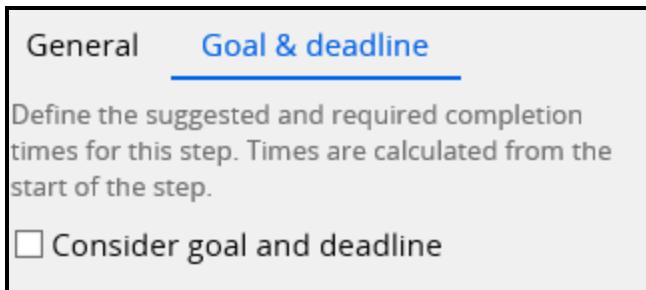 General Goal & deadline
Define the suggested and required completion
times for this step. Times are calculated from the
start of the step.
Consider goal and deadline